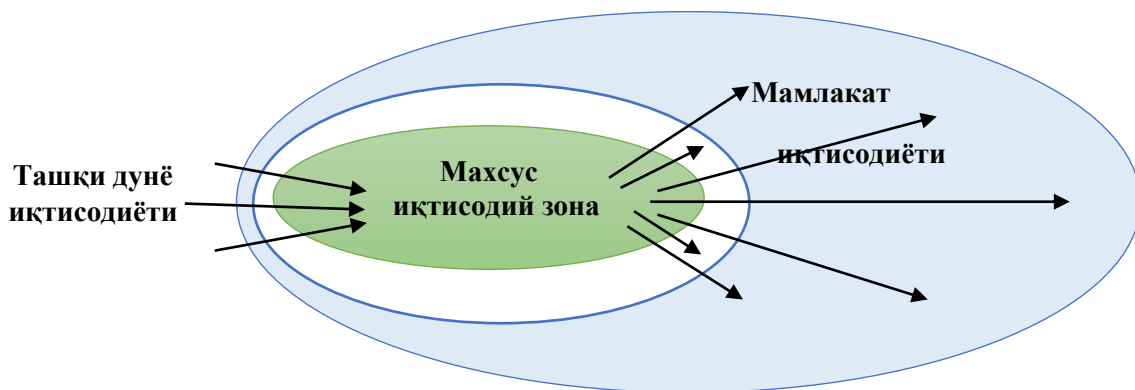 Ташқи дунё
иқтисодиёти
Махсус
иқтисодий зона
Мамлакат
иқтисодиёти